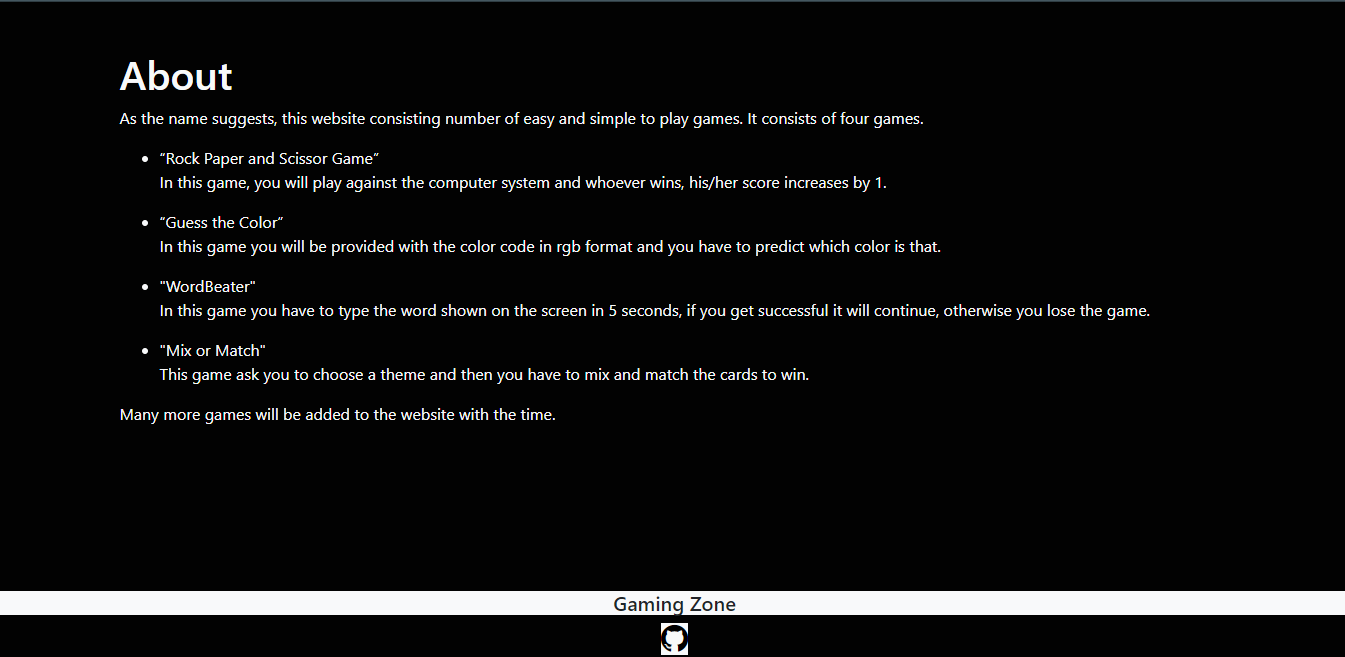 About
As the name suggests, this website consisting number of easy and simple to play games. It consists of four games.
• “Rock Paper and Scissor Game”
In this game, you will play against the computer system and whoever wins, his/her score increases by 1.
• “Guess the Color”
In this game you will be provided with the color code in rgb format and you have to predict which color is that.
• "WordBeater"
In this game you have to type the word shown on the screen in 5 seconds, if you get successful it will continue, otherwise you lose the game.
• "Mix or Match"
This game ask you to choose a theme and then you have to mix and match the cards to win.
Many more games will be added to the website with the time.
Gaming Zone